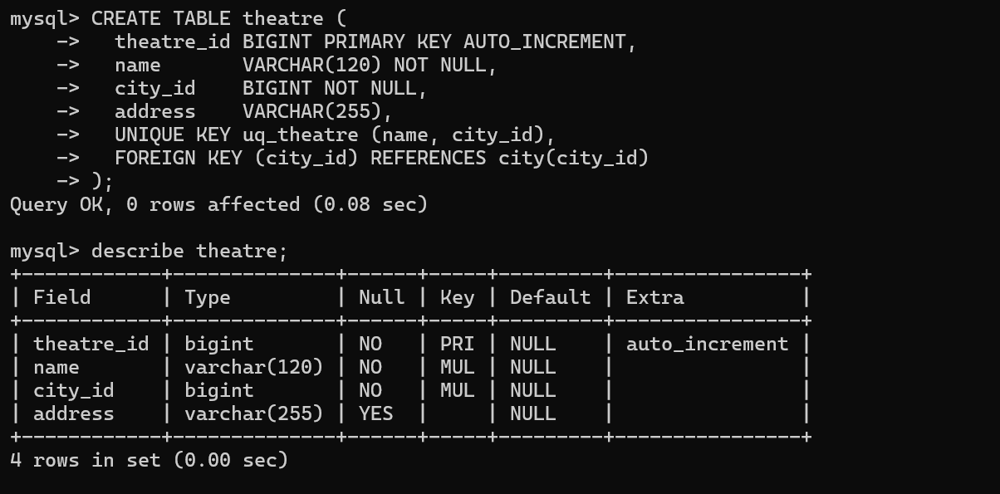 mysql> CREATE TABLE theatre (
    ->   theatre_id BIGINT PRIMARY KEY AUTO_INCREMENT,
    ->   name       VARCHAR(120) NOT NULL,
    ->   city_id    BIGINT NOT NULL,
    ->   address    VARCHAR(255),
    ->   UNIQUE KEY uq_theatre (name, city_id),
    ->   FOREIGN KEY (city_id) REFERENCES city(city_id)
    -> );
Query OK, 0 rows affected (0.08 sec)

mysql> describe theatre;
+------------+--------------+------+-----+---------+----------------+
| Field      | Type         | Null | Key | Default | Extra          |
+------------+--------------+------+-----+---------+----------------+
| theatre_id | bigint       | NO   | PRI | NULL    | auto_increment |
| name       | varchar(120) | NO   | MUL | NULL    |                |
| city_id    | bigint       | NO   | MUL | NULL    |                |
| address    | varchar(255) | YES  |     | NULL    |                |
+------------+--------------+------+-----+---------+----------------+
4 rows in set (0.00 sec)